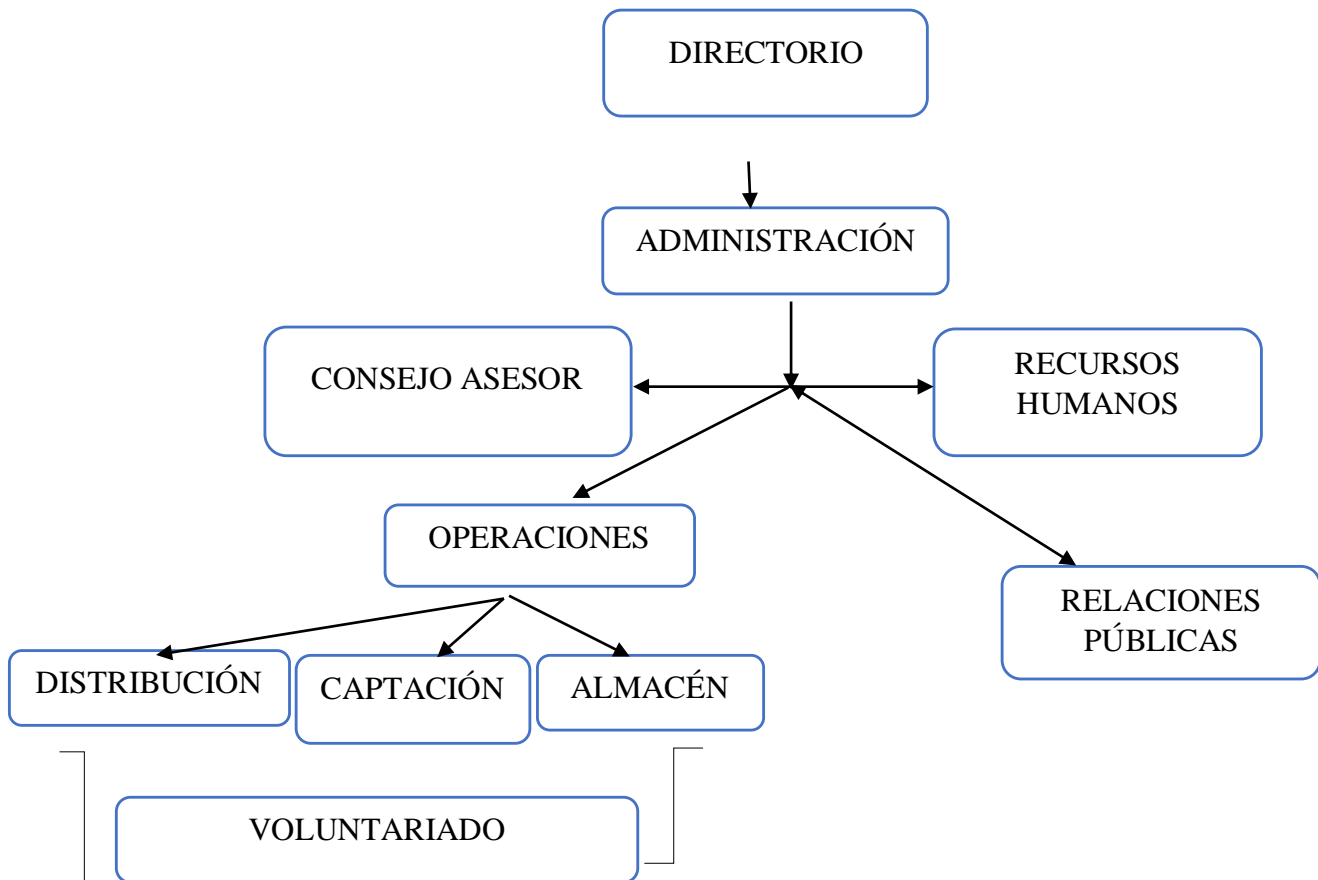 DIRECTORIO
ADMINISTRACIÓN
CONSEJO ASESOR
RECURSOS
HUMANOS
OPERACIONES
RELACIONES
PÚBLICAS
DISTRIBUCIÓN
CAPTACIÓN
ALMACÉN
VOLUNTARIADO